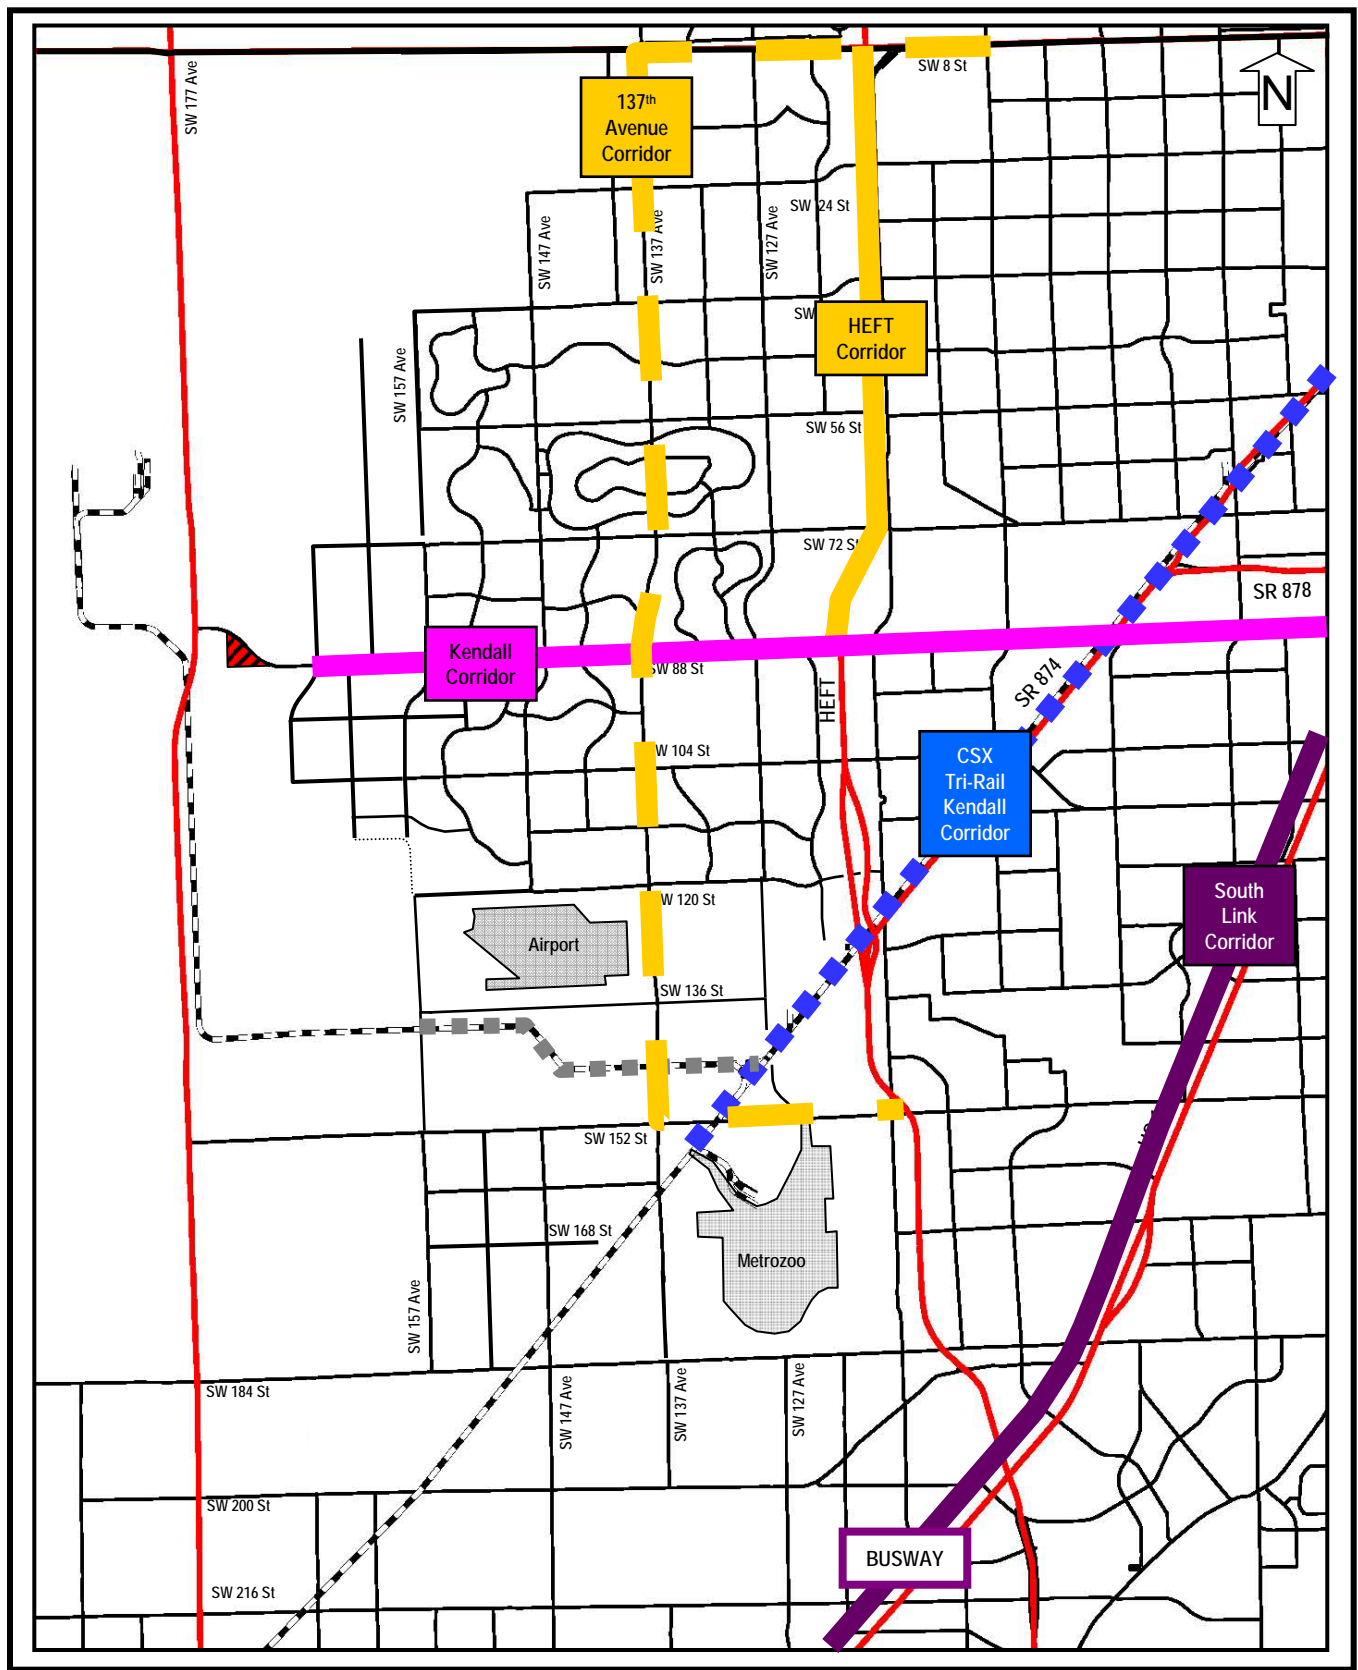 SW 8 St
SW 177 Ave
N
137th
Avenue
Corridor
SW 24 St
SW 147 Ave
SW 137 Ave
SW 127 Ave
SW
HEFT
Corridor
SW 157 Ave
SW 56 St
SW 72 St
SR 878
Kendall
Corridor
SW 88 St
SR 874
HEFT
SW 104 St
CSX
Tri-Rail
Kendall
Corridor
SW 120 St
South
Link
Corridor
Airport
SW 136 St
SW 152 St
SW 168 St
Metrozoo
SW 157 Ave
SW 184 St
SW 147 Ave
SW 137 Ave
SW 127 Ave
SW 200 St
BUSWAY
SW 216 St